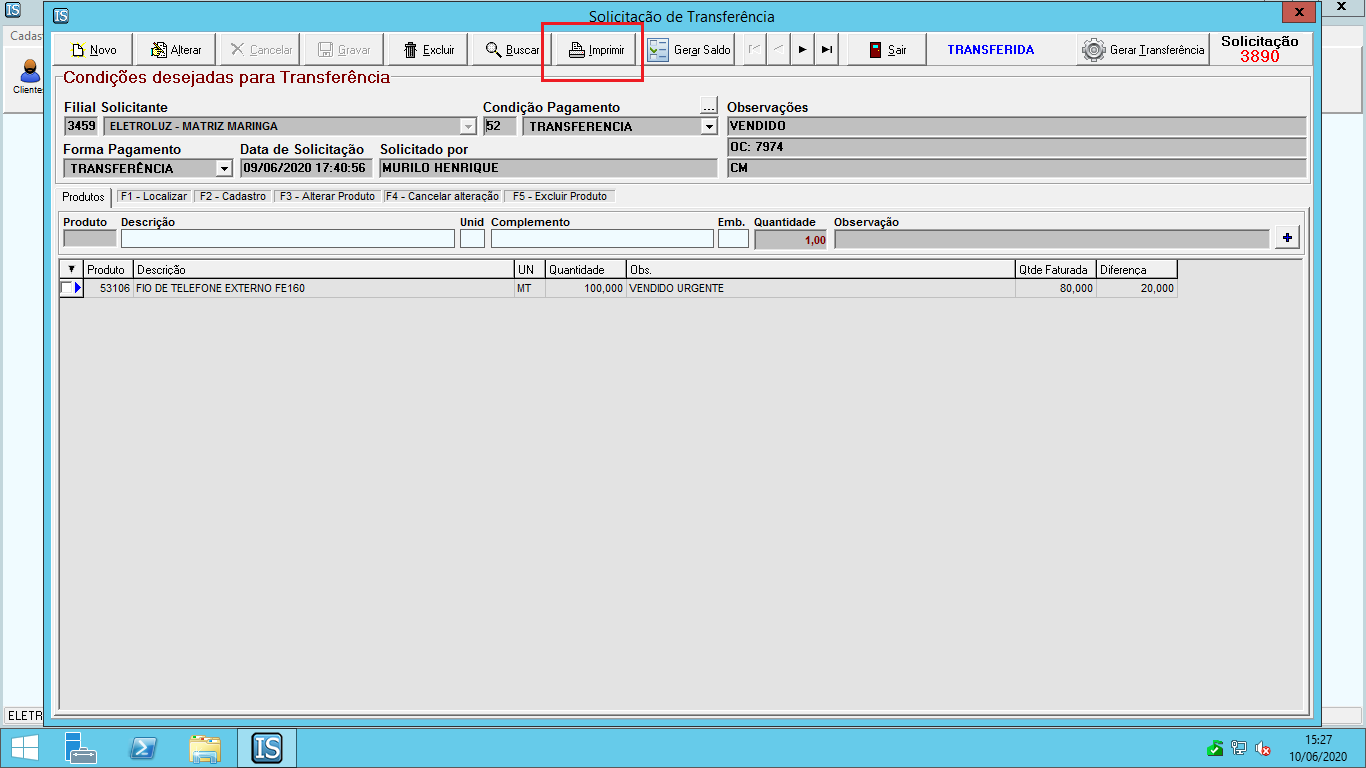 IS
IS
Solicitação de Transferência
x
X
Cadast
Novo
Alterar
Cancelar
Gravar
Excluir
Buscar
Imprimir
Gerar Saldo
Sair
TRANSFERIDA
Gerar Transferência
Solicitação
3890
Clientes
Condições desejadas para Transferência
Filial Solicitante
Condição Pagamento
...
Observações
3459
ELETROLUZ - MATRIZ MARINGA
52
TRANSFERENCIA
VENDIDO
Forma Pagamento
Data de Solicitação
Solicitado por
OC: 7974
TRANSFERÊNCIA
09/06/2020 17:40:56
MURILO HENRIQUE
CM
Produtos
F1 - Localizar
F2 - Cadastro
F3 - Alterar Produto
F4 - Cancelar alteração
F5 - Excluir Produto
Produto
Descrição
Unid
Complemento
Emb.
Quantidade
Observação
1,00
+
Produto
Descrição
UN
Quantidade
Obs.
Qtde Faturada
Diferença
53106
FIO DE TELEFONE EXTERNO FE160
MT
100,000
VENDIDO URGENTE
80,000
20,000
ELETR
IS
15:27
10/06/2020